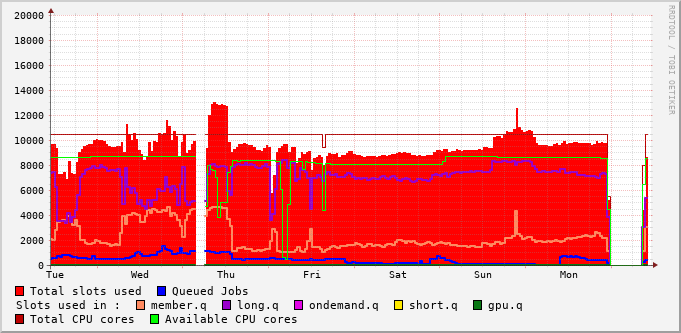 RRDTOOL / TOBI OETIKER
20000
18000
16000
14000
12000
10000
8000
6000
4000
2000
0
Tue Wed Thu Fri Sat Sun Mon
Total slots used Queued Jobs
Slots used in : member.q long.q ondemand.q short.q gpu.q
Total CPU cores Available CPU cores